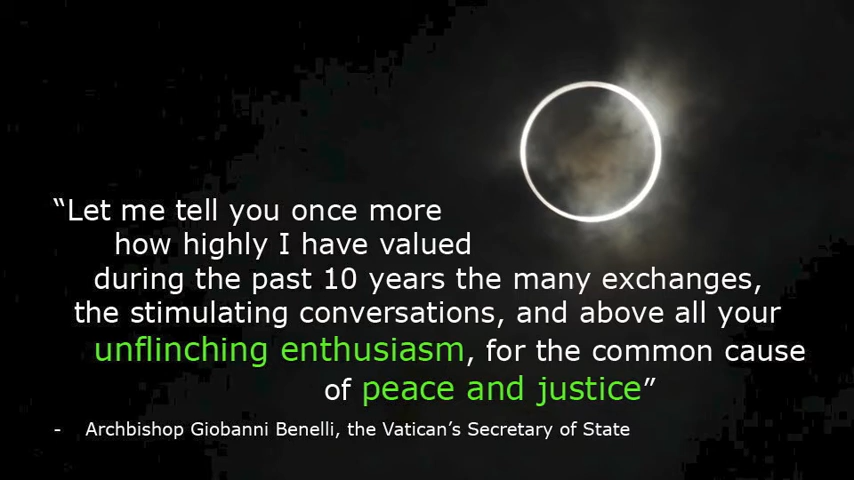 “Let me tell you once more
how highly I have valued
during the past 10 years the many exchanges,
the stimulating conversations, and above all your
unflinching enthusiasm, for the common cause
of peace and justice”
- Archbishop Giobanni Benelli, the Vatican’s Secretary of State